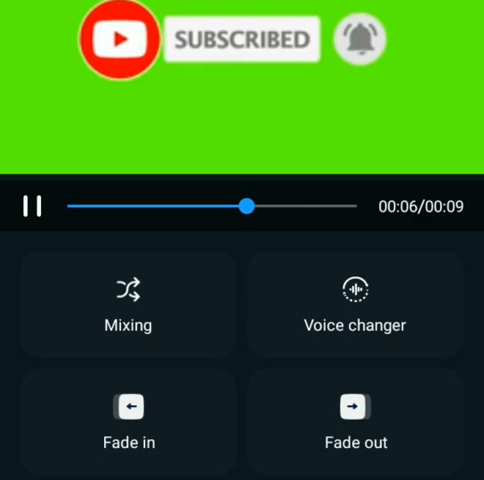 SUBSCRIBED
00:06/00:09
Mixing
Voice changer
Fade in
Fade out